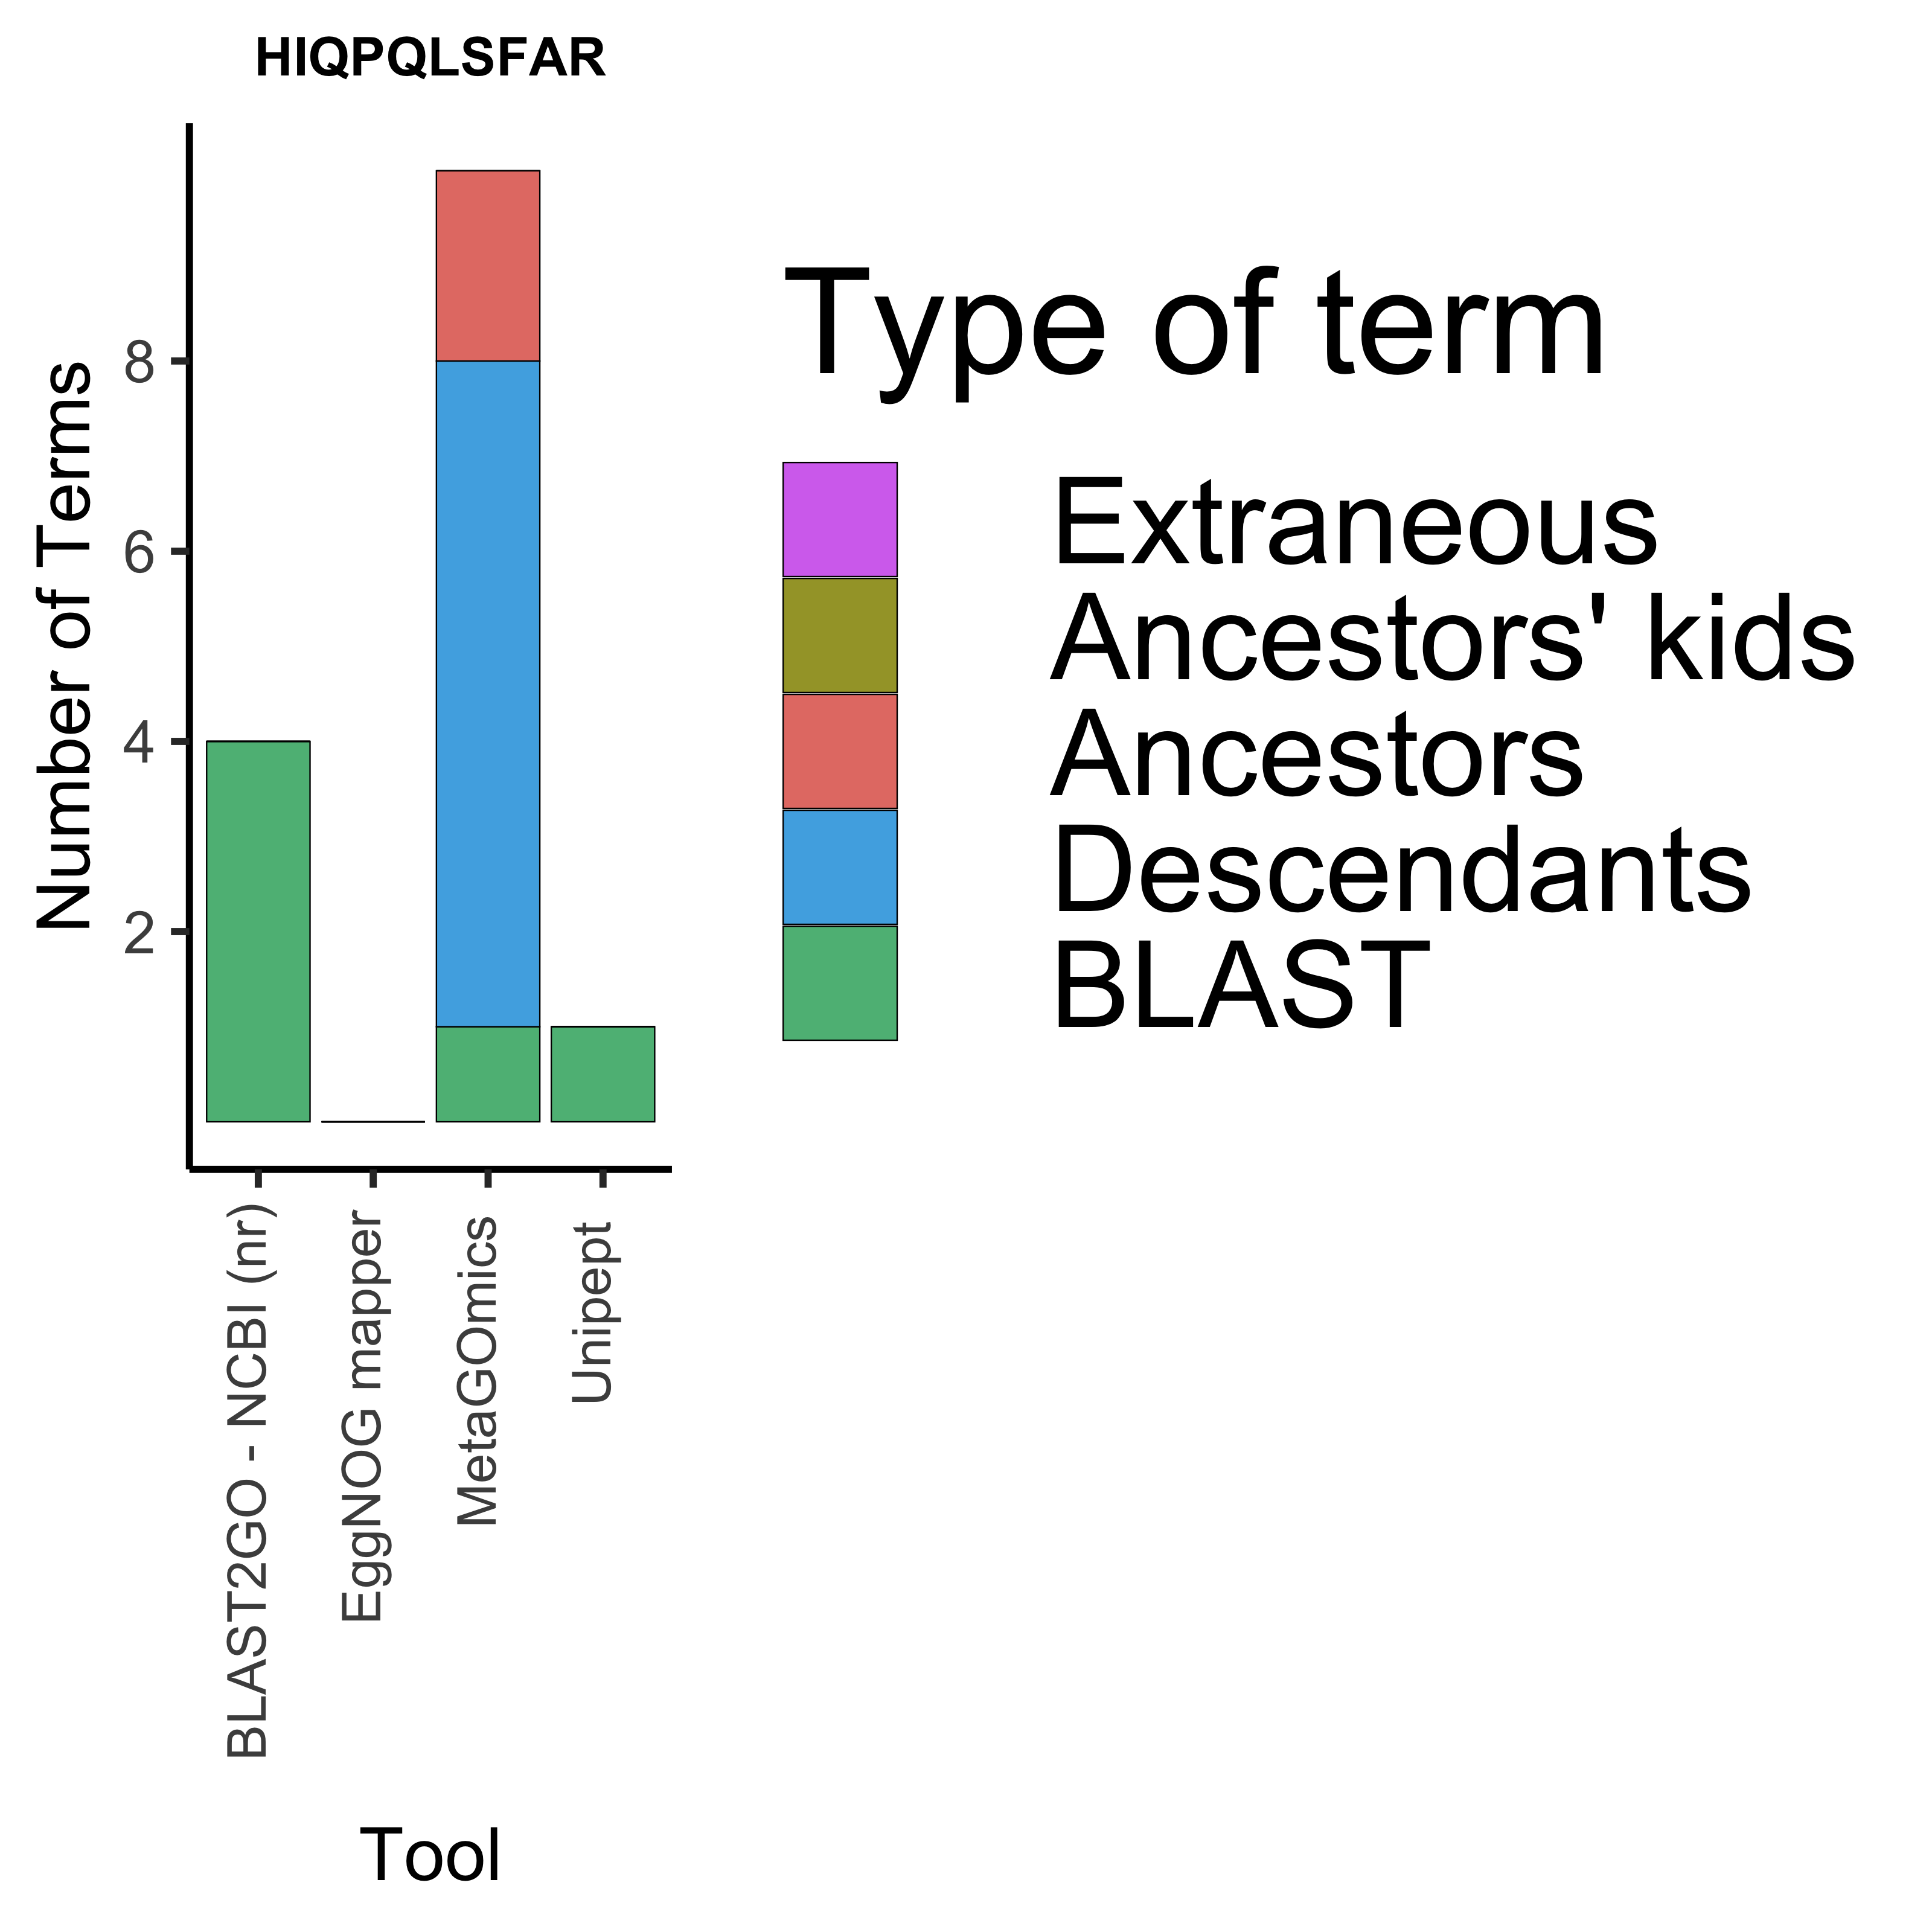 HIQPQLSFAR
Number of Terms
8
6
4
2
BLAST2GO - NCBI (nr)
EggNOG mapper
MetaGOmics
Unipept
Tool
Type of term
Extraneous
Ancestors' kids
Ancestors
Descendants
BLAST